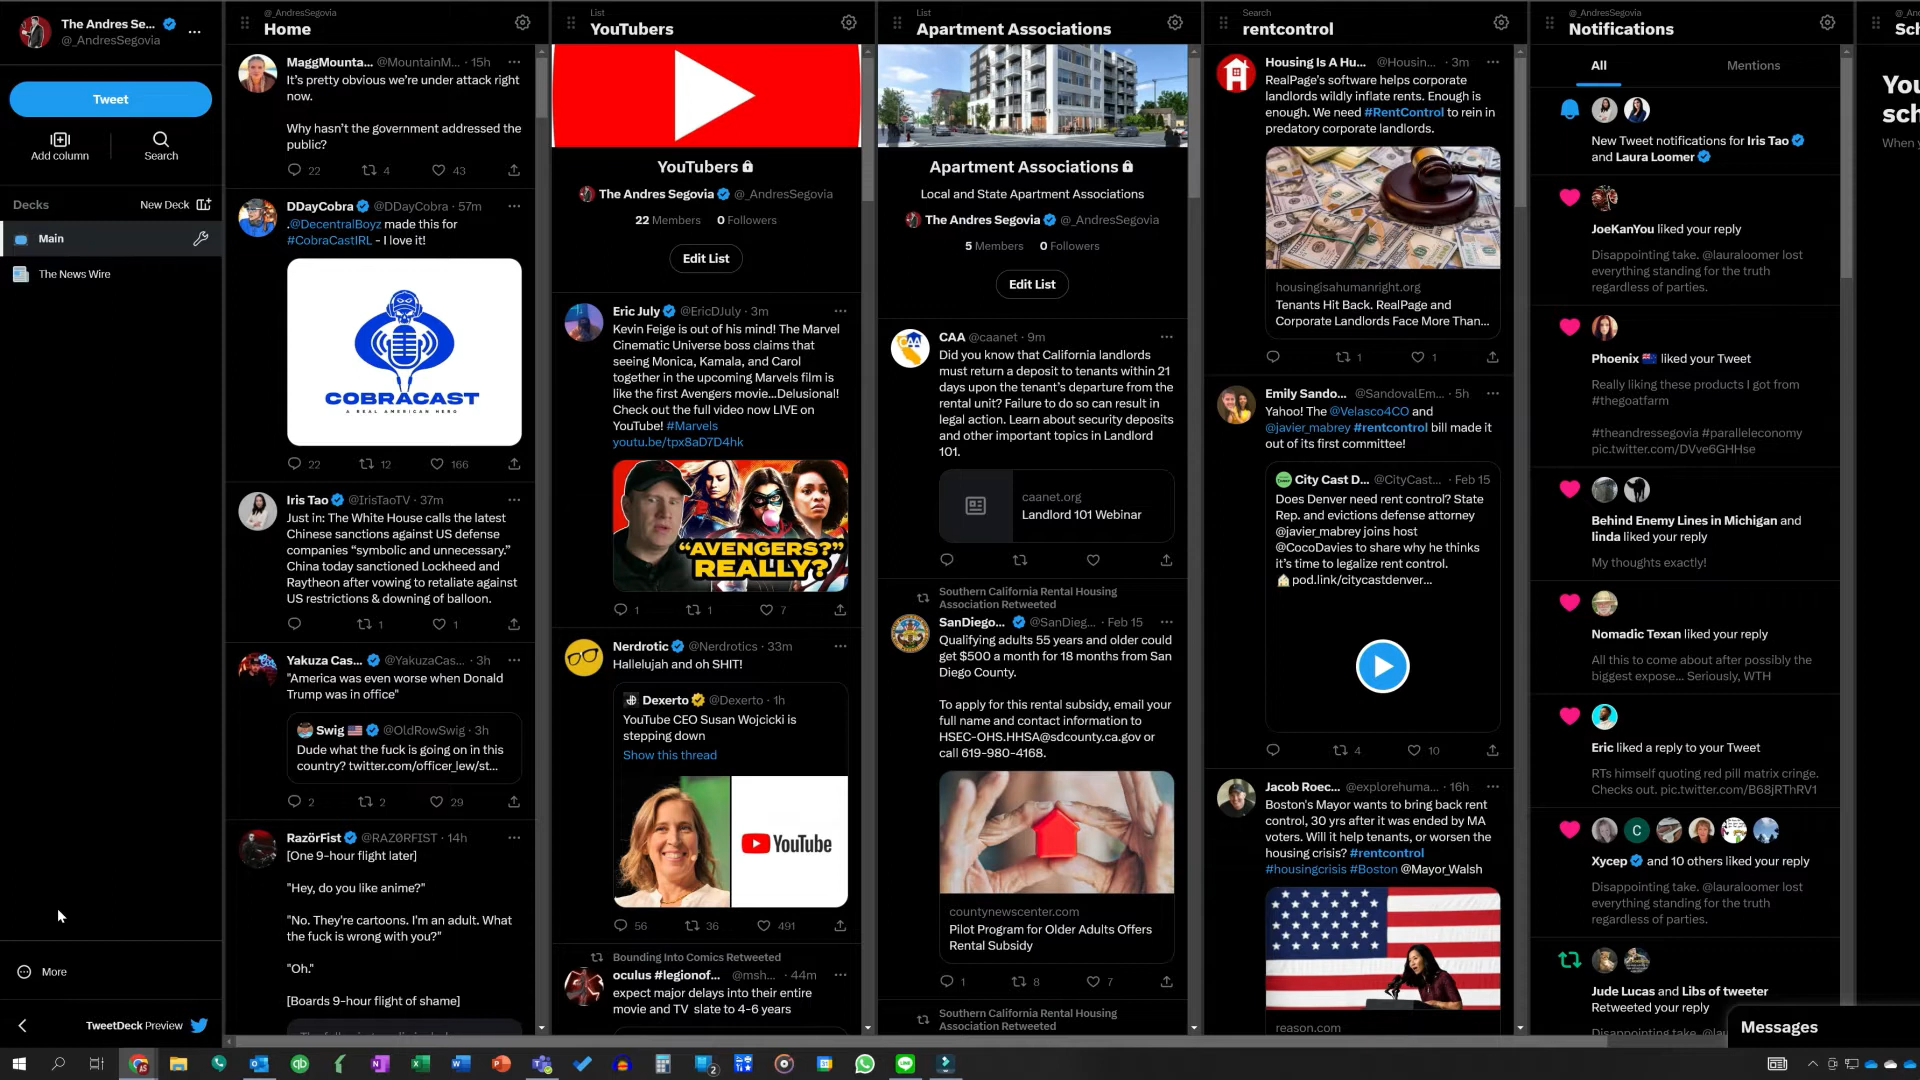 The Andres Se...
@_AndresSegovia
Tweet
Add column
Search
Decks
New Deck
Main
The News Wire
More
TweetDeck Preview
@_AndresSegovia
Home
MaggMounta... @MountainM... · 15h
It's pretty obvious we're under attack right
now.
Why hasn't the government addressed the
public?
22
4
43
DDayCobra @DDayCobra · 57m
.@DecentralBoyz made this for
#CobraCastIRL - I love it!
COBRACAST
A REAL AMERICAN HERO
22
12
166
Iris Tao @IrisTaoTV · 37m
Just in: The White House calls the latest
Chinese sanctions against US defense
companies "symbolic and unnecessary."
China today sanctioned Lockheed and
Raytheon after vowing to retaliate against
US restrictions & downing of balloon.
1
1
Yakuza Cas... @YakuzaCas... · 3h
"America was even worse when Donald
Trump was in office"
Swig @OldRowSwig · 3h
Dude what the fuck is going on in this
country? twitter.com/officer_lew/st...
2
2
29
RazörFist @RAZ0RFIST · 14h
[One 9-hour flight later]
"Hey, do you like anime?"
"No. They're cartoons. I'm an adult. What
the fuck is wrong with you?"
"Oh."
[Boards 9-hour flight of shame]
List
YouTubers
YouTubers
The Andres Segovia @_AndresSegovia
22 Members 0 Followers
Edit List
Eric July @EricDJuly · 3m
Kevin Feige is out of his mind! The Marvel
Cinematic Universe boss claims that
seeing Monica, Kamala, and Carol
together in the upcoming Marvels film is
like the first Avengers movie...Delusional!
Check out the full video now LIVE on
YouTube! #Marvels
youtu.be/tpx8aD7D4hk
"AVENGERS?"
REALLY?
1
1
7
Nerdrotic @Nerdrotics · 33m
Hallelujah and oh SHIT!
Dexerto @Dexerto · 1h
YouTube CEO Susan Wojcicki is
stepping down
Show this thread
YouTube
56
36
491
Bounding Into Comics Retweeted
oculus #legionof... @msh... · 44m
expect major delays into their entire
movie and TV slate to 4-6 years
List
Apartment Associations
Apartment Associations
Local and State Apartment Associations
The Andres Segovia @_AndresSegovia
5 Members 0 Followers
Edit List
CAA @caanet · 9m
Did you know that California landlords
must return a deposit to tenants within 21
days upon the tenant's departure from the
rental unit? Failure to do so can result in
legal action. Learn about security deposits
and other important topics in Landlord
101.
caanet.org
Landlord 101 Webinar
Southern California Rental Housing
Association Retweeted
SanDiego... @SanDieg... · Feb 15
Qualifying adults 55 years and older could
get $500 a month for 18 months from San
Diego County.
To apply for this rental subsidy, email your
full name and contact information to
HSEC-OHS.HHSA@sdcounty.ca.gov or
call 619-980-4168.
countynewscenter.com
Pilot Program for Older Adults Offers
Rental Subsidy
1
8
7
Southern California Rental Housing
Association Retweeted
Search
rentcontrol
Housing Is A Hu... @Housin... · 3m
RealPage's software helps corporate
landlords wildly inflate rents. Enough is
enough. We need #RentControl to rein in
predatory corporate landlords.
housingisahumanright.org
Tenants Hit Back. RealPage and
Corporate Landlords Face More Than...
1
1
Emily Sando... @SandovalEm... · 5h
Yahoo! The @Velasco4CO and
@javier_mabrey #rentcontrol bill made it
out of its first committee!
City Cast D... @CityCast... · Feb 15
Does Denver need rent control? State
Rep. and evictions defense attorney
@javier_mabrey joins host
@CocoDavies to share why he thinks
it's time to legalize rent control.
pod.link/citycastdenver...
4
10
Jacob Roec... @explorehuma... · 16h
Boston's Mayor wants to bring back rent
control, 30 yrs after it was ended by MA
voters. Will it help tenants, or worsen the
housing crisis? #rentcontrol
#housingcrisis #Boston @Mayor_Walsh
reason.com
@_AndresSegovia
Notifications
All
Mentions
New Tweet notifications for Iris Tao
and Laura Loomer
JoeKanYou liked your reply
Disappointing take. @lauraloomer lost
everything standing for the truth
regardless of parties.
Phoenix liked your Tweet
Really liking these products I got from
#thegoatfarm
#theandressegovia #paralleleconomy
pic.twitter.com/DVve6GHHse
Behind Enemy Lines in Michigan and
linda liked your reply
My thoughts exactly!
Nomadic Texan liked your reply
All this to come about after possibly the
biggest expose... Seriously, WTH
Eric liked a reply to your Tweet
RTs himself quoting red pill matrix cringe.
Checks out. pic.twitter.com/B68jRThRV1
C
Xycep and 10 others liked your reply
Disappointing take. @lauraloomer lost
everything standing for the truth
regardless of parties.
Jude Lucas and Libs of tweeter
Retweeted your reply
Messages